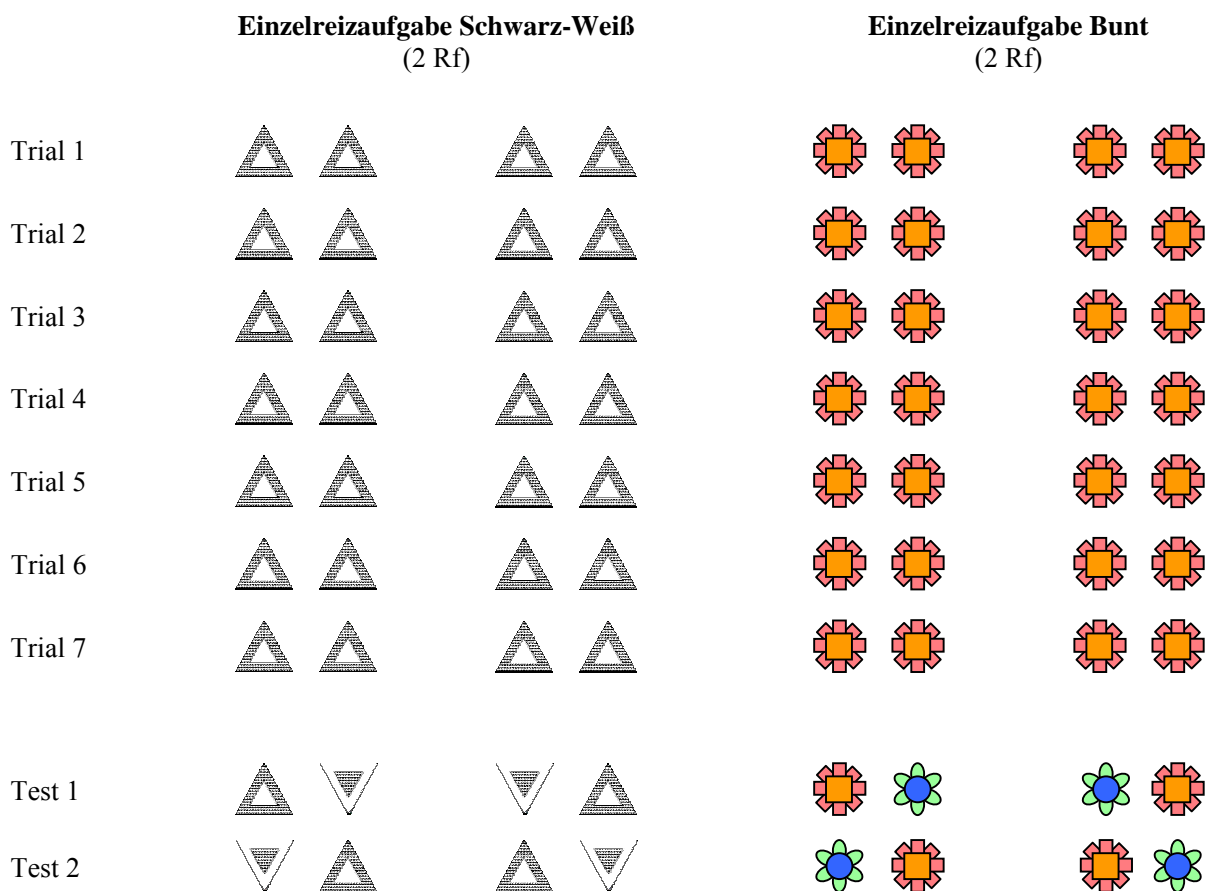 Einzelreizaufgabe Schwarz-Weiß
(2 Rf)
Einzelreizaufgabe Bunt
(2 Rf)
Trial 1
Trial 2
Trial 3
Trial 4
Trial 5
Trial 6
Trial 7
Test 1
Test 2